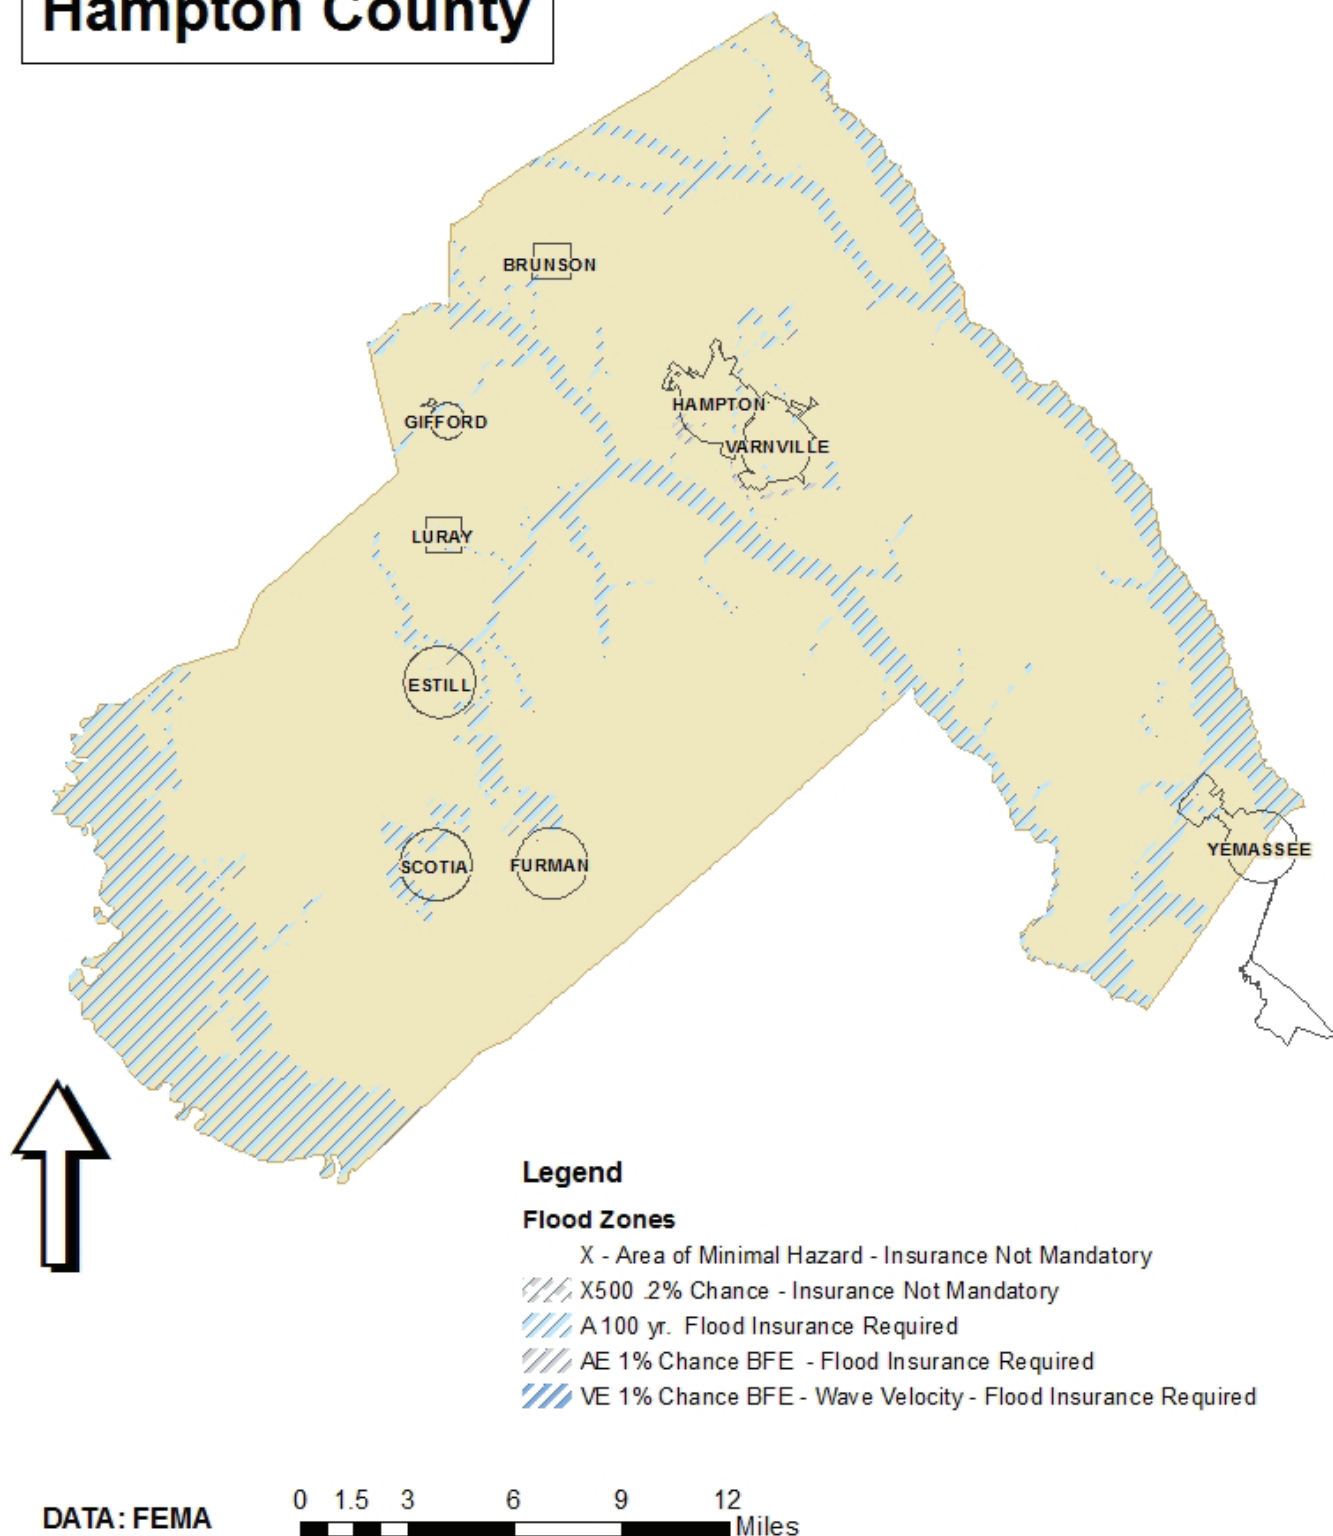 Hampton County
BRUNSON
HAMPTON
GIFFORD
VARNVILLE
LURAY
ESTILL
YEMASSEE
SCOTIA
FURMAN
Legend
Flood Zones
X - Area of Minimal Hazard - Insurance Not Mandatory
X500 .2% Chance - Insurance Not Mandatory
A 100 yr. Flood Insurance Required
AE 1% Chance BFE - Flood Insurance Required
VE 1% Chance BFE - Wave Velocity - Flood Insurance Required
0 1.5 3 6 9 12
DATA: FEMA
Miles